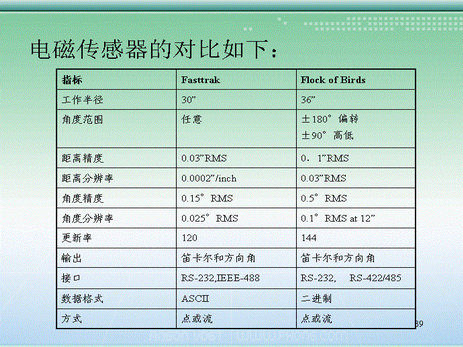 电磁传感器的对比如下：
指标 Fasttrak Flock of Birds
工作半径 30” 36”
角度范围 任意 ±180°偏转
±90°高低
距离精度 0.03”RMS 0．1”RMS
距离分辨率 0.0002”/inch 0.03”RMS
角度精度 0.15°RMS 0.5°RMS
角度分辨率 0.025°RMS 0.1°RMS at 12”
更新率 120 144
输出 笛卡尔和方向角 笛卡尔和方向角
接口 RS-232,IEEE-488 RS-232, RS-422/485
数据格式 ASCII 二进制
方式 点或流 点或流
39